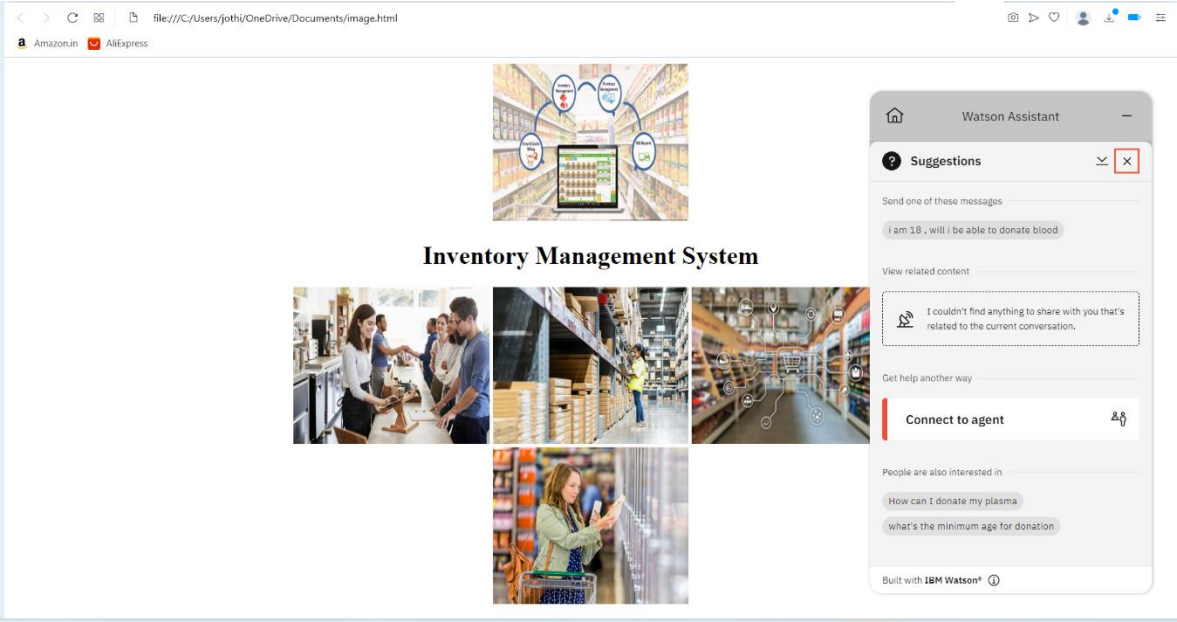 file:///C:/Users/jothi/OneDrive/Documents/image.html
a Amazon.in AliExpress
Inventory Management System
Watson Assistant
Suggestions
Send one of these messages
i am 18 , will i be able to donate blood
View related content
I couldn't find anything to share with you that's
related to the current conversation.
Get help another way
Connect to agent
People are also interested in
How can I donate my plasma
what's the minimum age for donation
Built with IBM Watson®